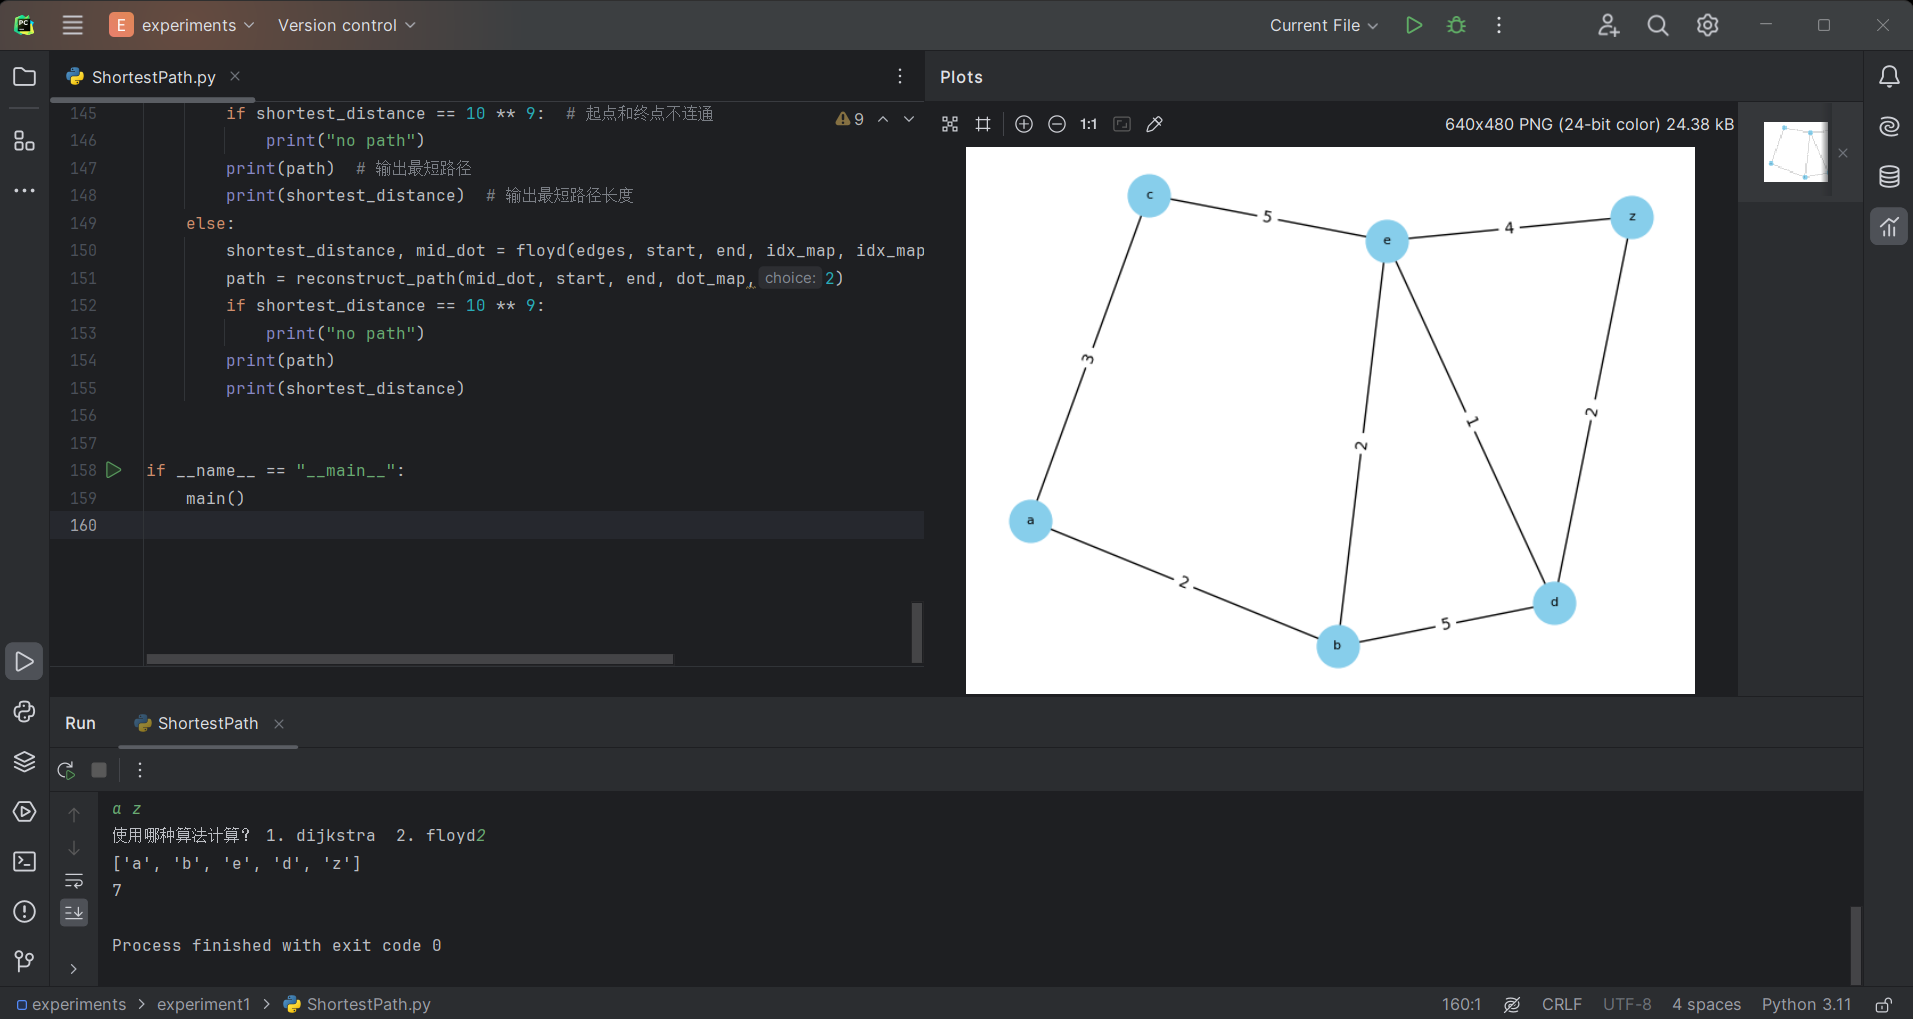 PC
E experiments Version control Current File
ShortestPath.py
Plots
145 if shortest_distance == 10 ** 9: # 起点和终点不连通
9
146 print("no path")
147 print(path) # 输出最短路径
148 print(shortest_distance) # 输出最短路径长度
149 else:
150 shortest_distance, mid_dot = floyd(edges, start, end, idx_map, idx_map
151 path = reconstruct_path(mid_dot, start, end, dot_map, choice: 2)
152 if shortest_distance == 10 ** 9:
153 print("no path")
154 print(path)
155 print(shortest_distance)
156
157
158 if __name__ == "__main__":
159 main()
160
1:1 640x480 PNG (24-bit color) 24.38 kB
c
5
e
4
z
3
2
1
2
a
2
b
5
d
Run ShortestPath
a z
使用哪种算法计算? 1. dijkstra 2. floyd2
['a', 'b', 'e', 'd', 'z']
7
Process finished with exit code 0
experiments experiment1 ShortestPath.py
160:1 CRLF UTF-8 4 spaces Python 3.11